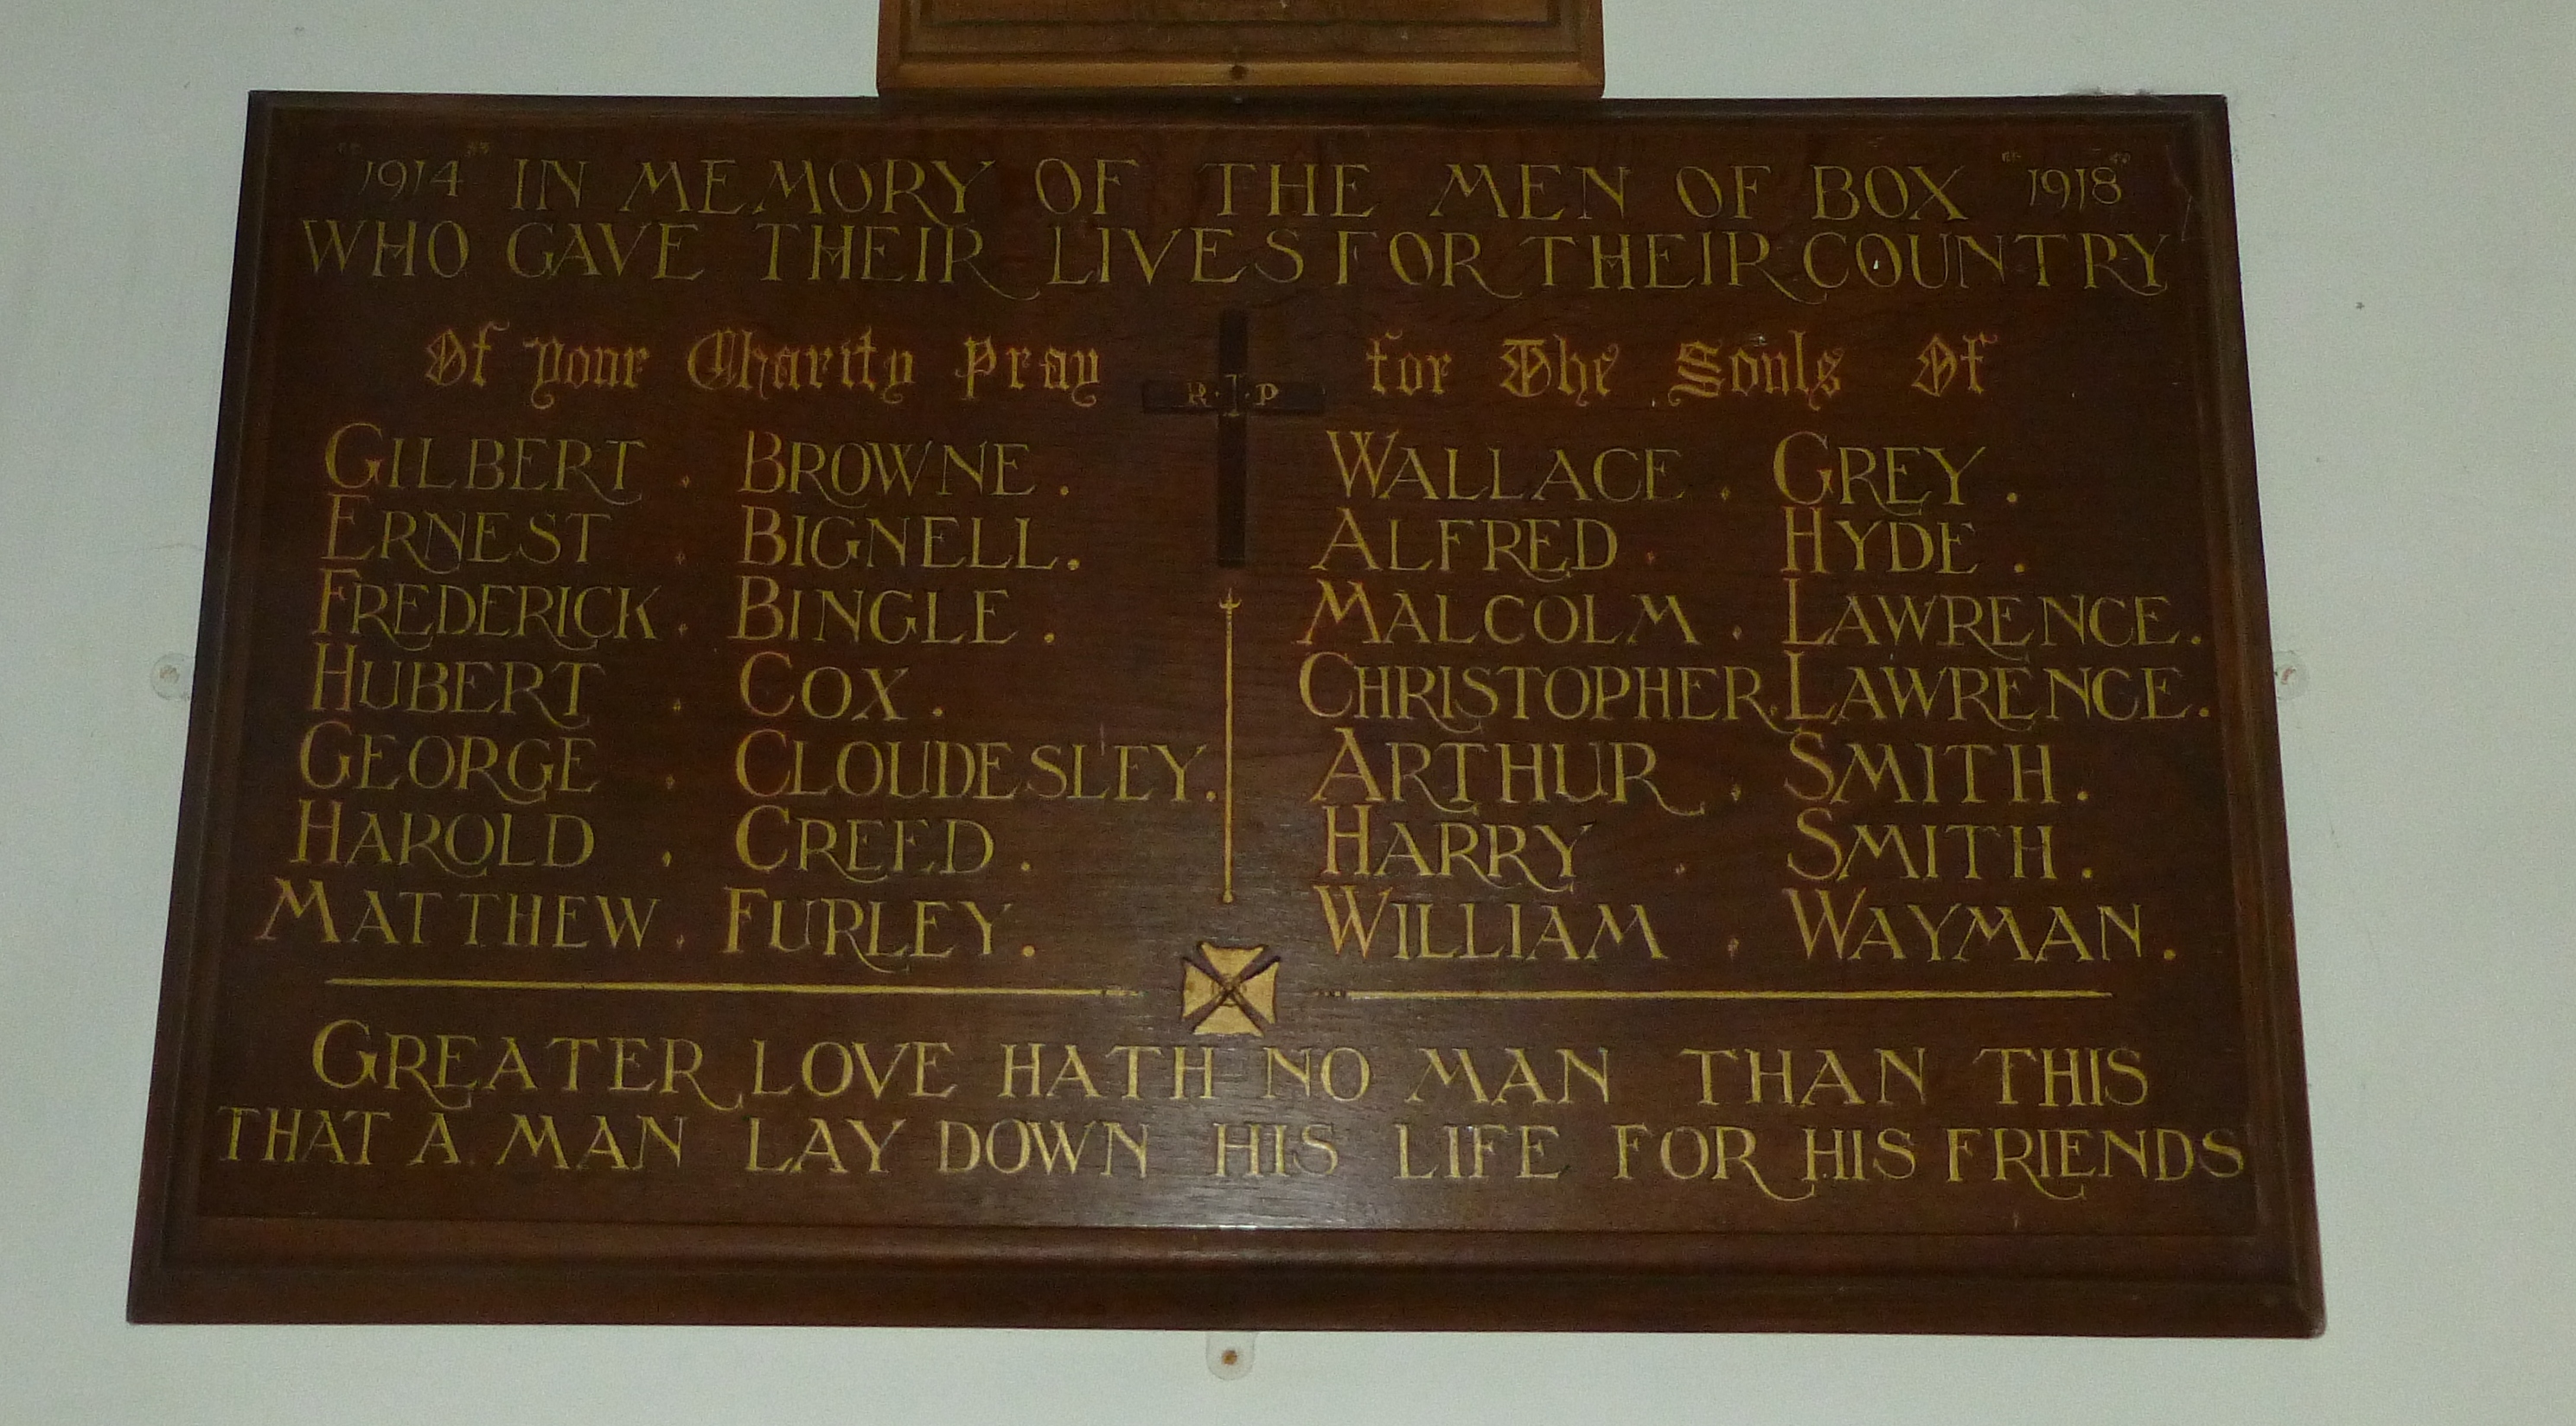 "1914" IN MEMORY OF THE MEN OF BOX "1918"
WHO GAVE THEIR LIVES FOR THEIR COUNTRY
Of your Charity Pray for The Souls Of
R.I.P
GILBERT . BROWNE .
ERNEST . BIGNELL .
FREDERICK . BINGLE .
HUBERT . COX .
GEORGE . CLOUDESLEY .
HAROLD . CREED .
MATTHEW . FURLEY .
WALLACE . GREY .
ALFRED . HYDE .
MALCOLM . LAWRENCE .
CHRISTOPHER . LAWRENCE .
ARTHUR . SMITH .
HARRY . SMITH .
WILLIAM . WAYMAN .
GREATER LOVE HATH NO MAN THAN THIS
THAT A MAN LAY DOWN HIS LIFE FOR HIS FRIENDS